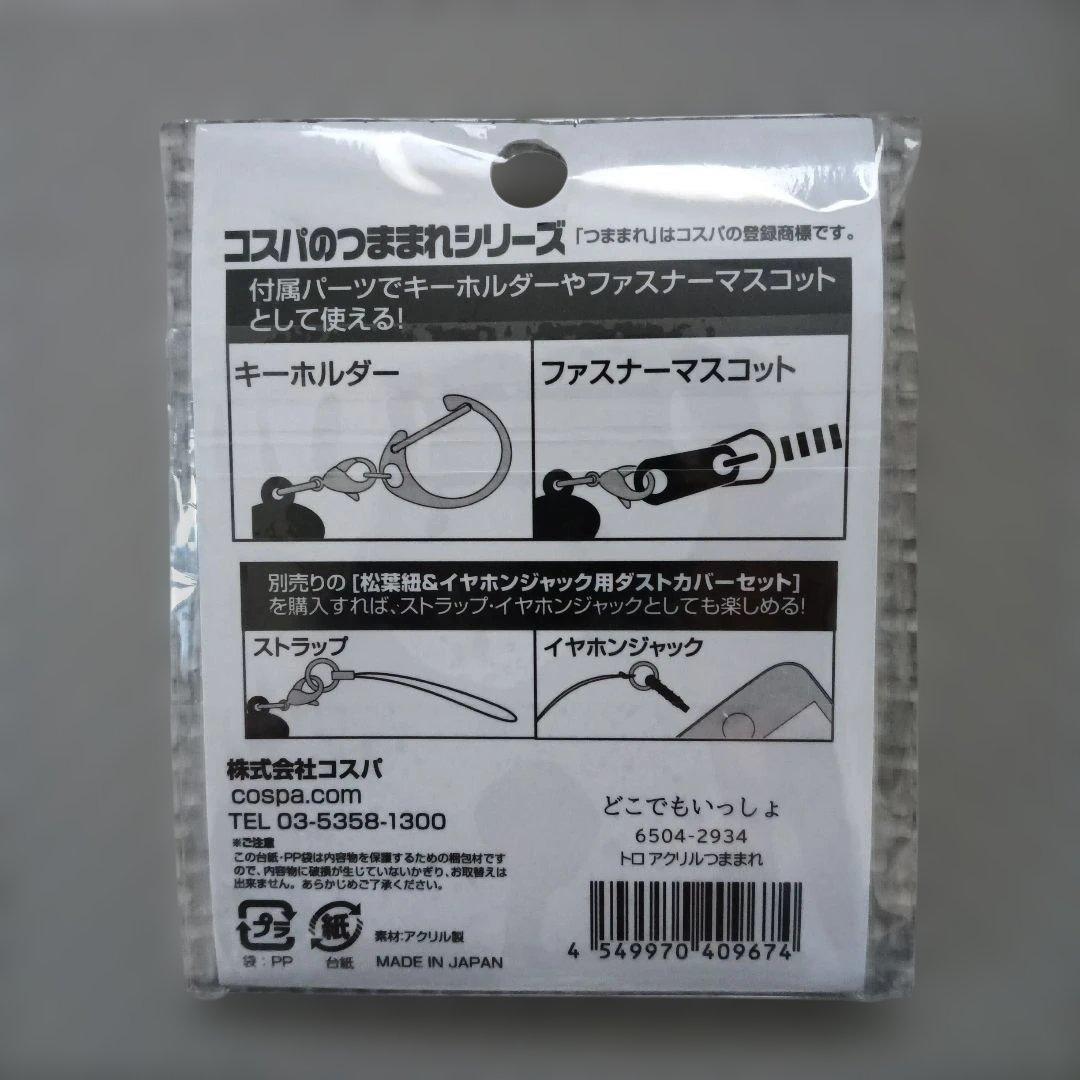 コスパのつままれシリーズ 「つままれ」はコスパの登録商標です。
付属パーツでキーホルダーやファスナーマスコット
として使える!
キーホルダー
ファスナーマスコット
別売りの [松葉紐&イヤホンジャック用ダストカバーセット]
を購入すれば、ストラップ・イヤホンジャックとしても楽しめる!
ストラップ
イヤホンジャック
株式会社コスパ
cospa.com
TEL 03-5358-1300
※ご注意
この台紙・PP袋は内容物を保護するための梱包材です
ので、内容物に破損が生じていないかぎり、お取替えは
出来ません。あらかじめご了承ください。
プラ
袋:PP
紙
台紙
素材:アクリル製
MADE IN JAPAN
どこでもいっしょ
6504-2934
トロ アクリルつままれ
4 549970 409674